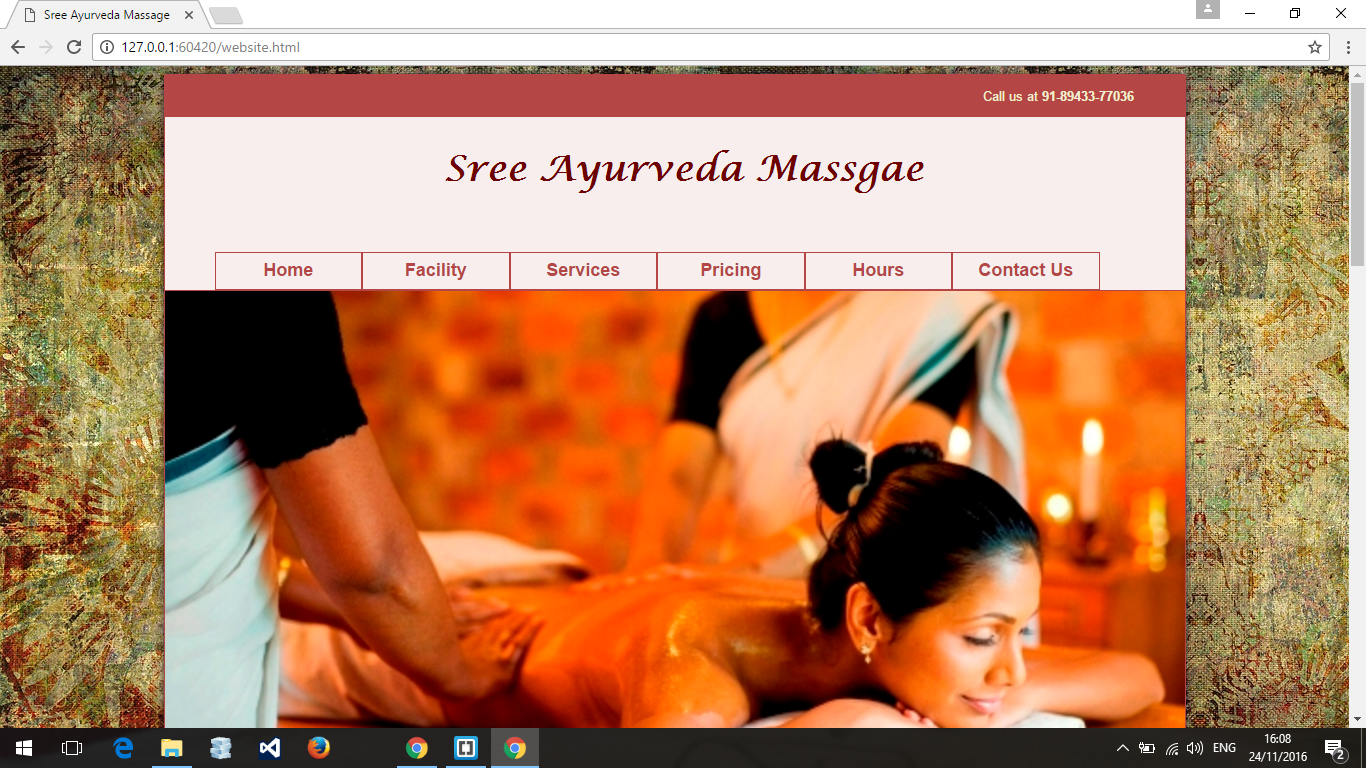 Sree Ayurveda Massage
127.0.0.1:60420/website.html
Call us at 91-89433-77036
Sree Ayurveda Massgae
Home Facility Services Pricing Hours Contact Us
ENG
16:08
24/11/2016
2